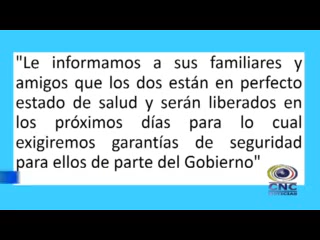 "Le informamos a sus familiares y
amigos que los dos están en perfecto
estado de salud y serán liberados en
los próximos días para lo cual
exigiremos garantías de seguridad
para ellos de parte del Gobierno"
CNC